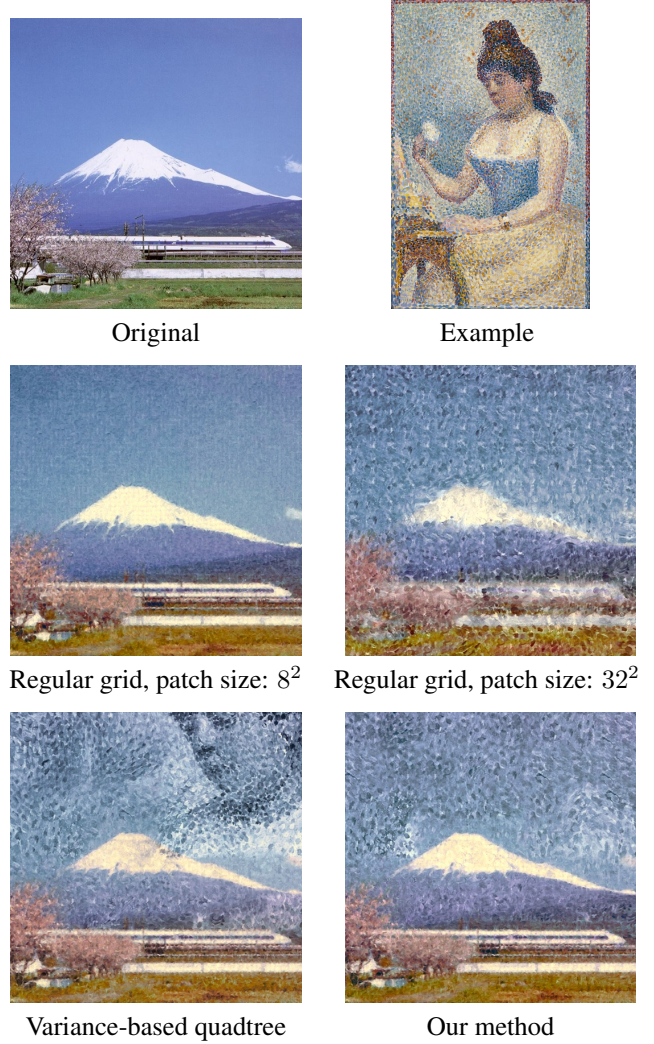 Original
Example
Regular grid, patch size: 8²
Regular grid, patch size: 32²
Variance-based quadtree
Our method